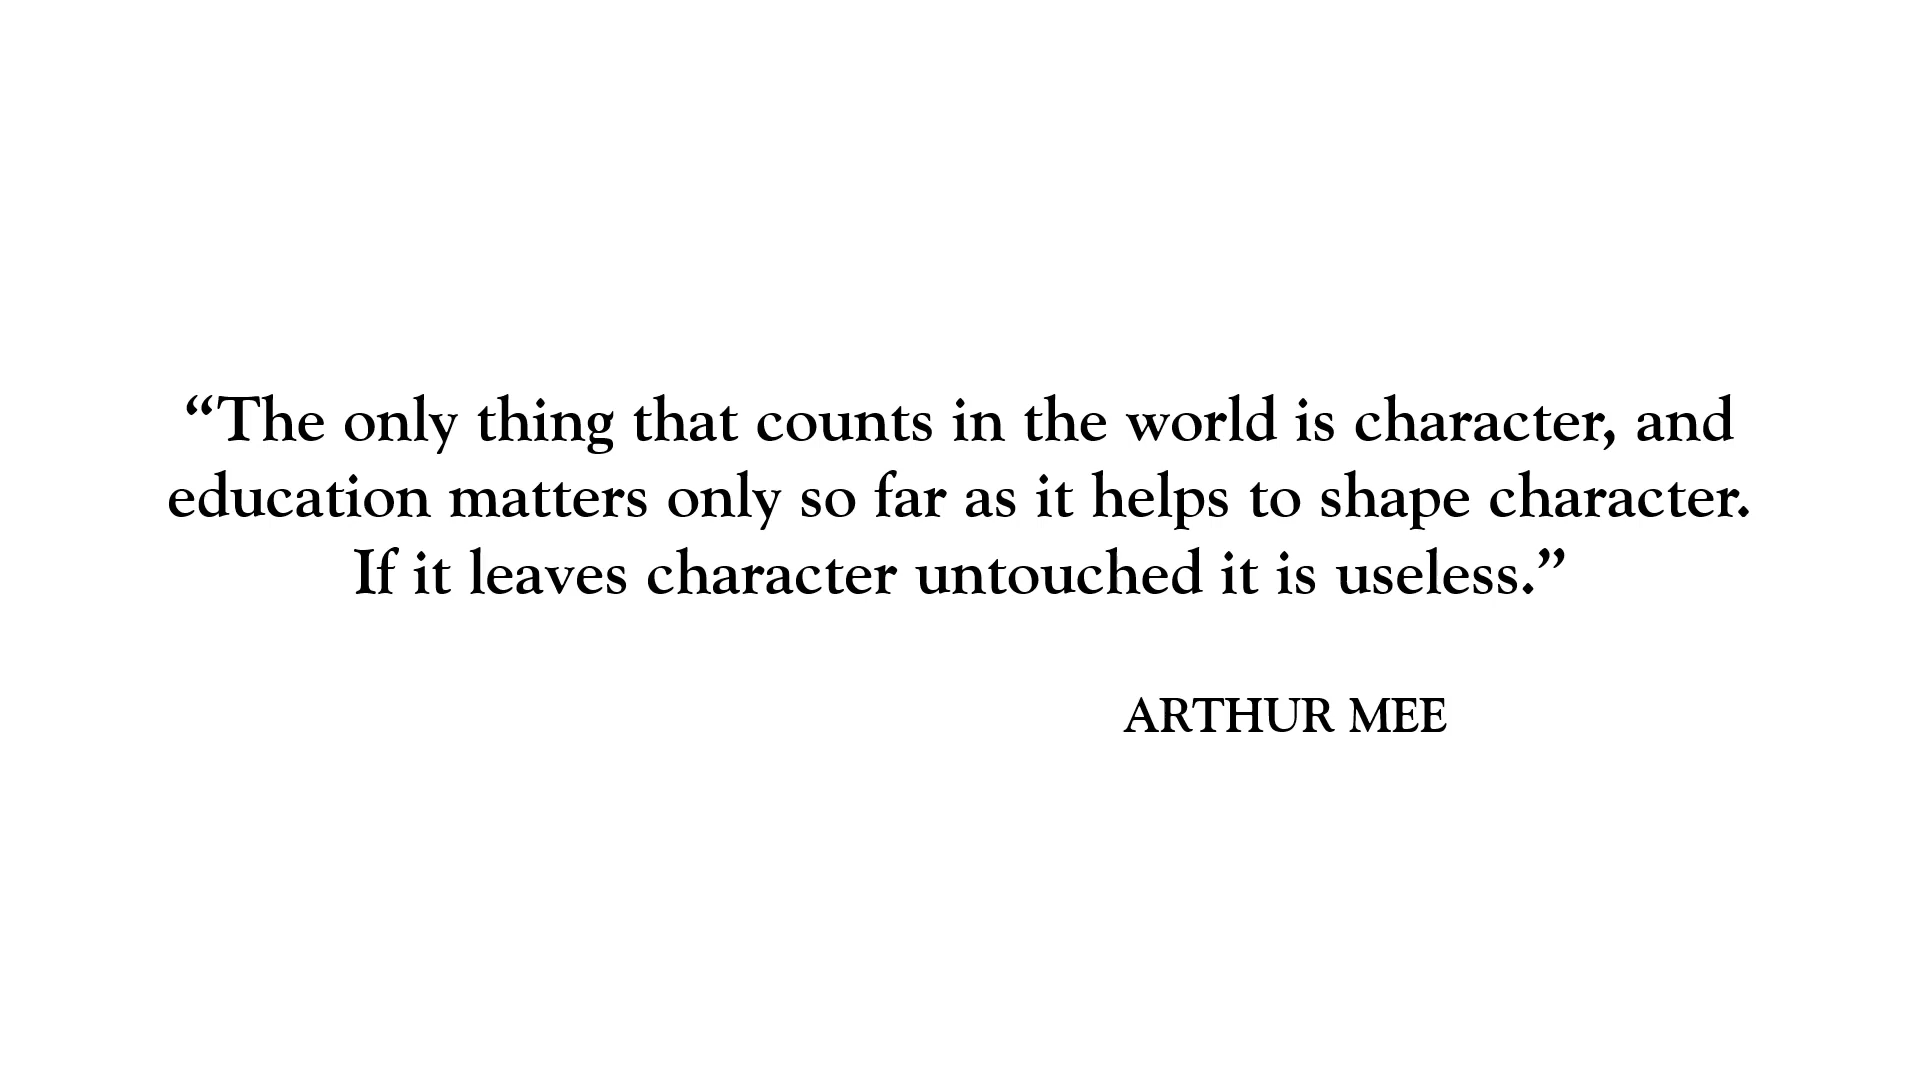 “The only thing that counts in the world is character, and
education matters only so far as it helps to shape character.
If it leaves character untouched it is useless.”
ARTHUR MEE